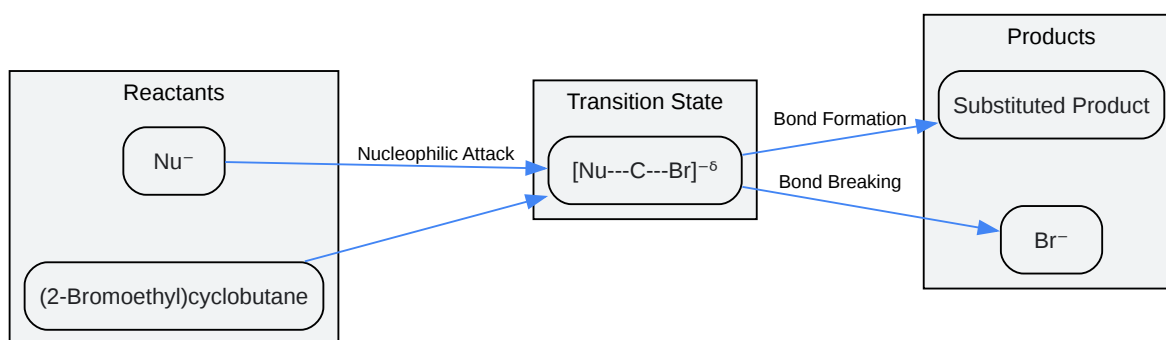 Reactants
Nu⁻
(2-Bromoethyl)cyclobutane
Nucleophilic Attack
Transition State
[Nu---C---Br]⁻ᵟ
Bond Formation
Bond Breaking
Products
Substituted Product
Br⁻